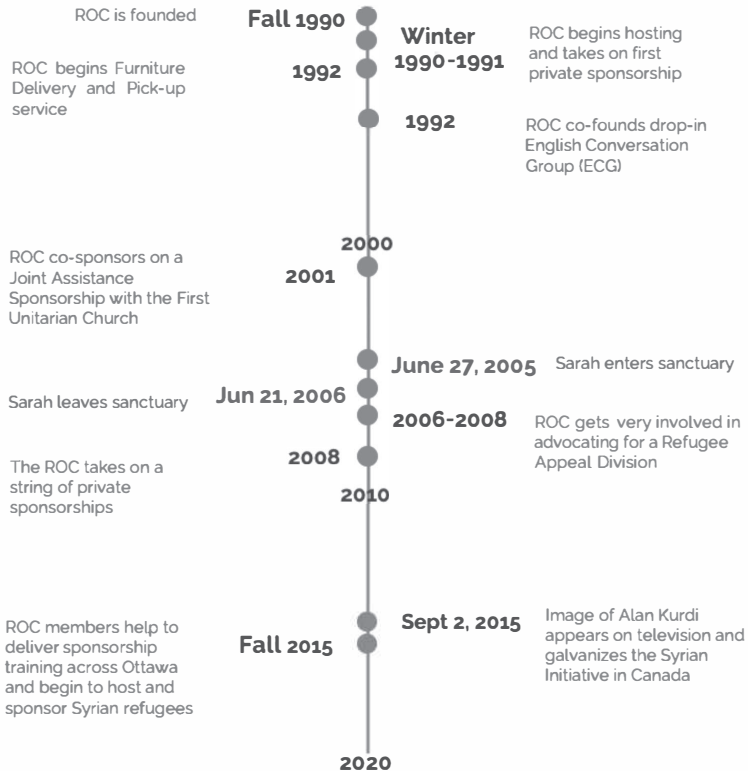 ROC is founded
Fall 1990
Winter
1990-1991
ROC begins hosting
and takes on first
private sponsorship
ROC begins Furniture
Delivery and Pick-up
service
1992
1992
ROC co-founds drop-in
English Conversation
Group (ECG)
2000
ROC co-sponsors on a
Joint Assistance
Sponsorship with the First
Unitarian Church
2001
June 27, 2005
Sarah enters sanctuary
Sarah leaves sanctuary
Jun 21, 2006
2006-2008
ROC gets very involved in
advocating for a Refugee
Appeal Division
The ROC takes on a
string of private
sponsorships
2008
2010
Sept 2, 2015
Image of Alan Kurdi
appears on television and
galvanizes the Syrian
Initiative in Canada
ROC members help to
deliver sponsorship
training across Ottawa
and begin to host and
sponsor Syrian refugees
Fall 2015
2020